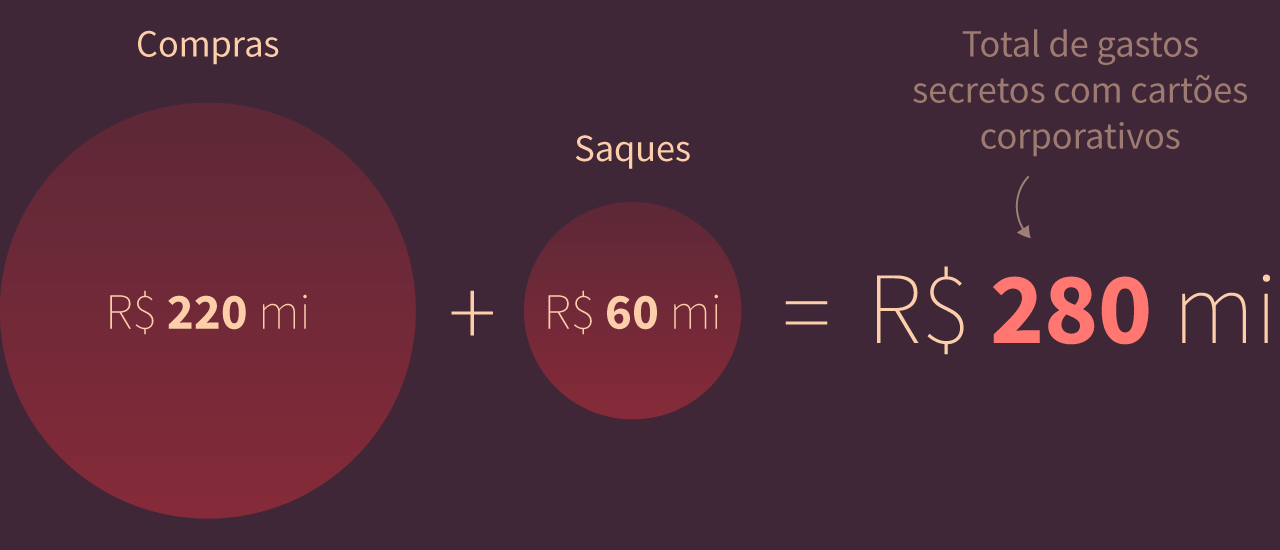 Compras
R$ 220 mi
+
Saques
R$ 60 mi
=
Total de gastos
secretos com cartões
corporativos
R$ 280 mi